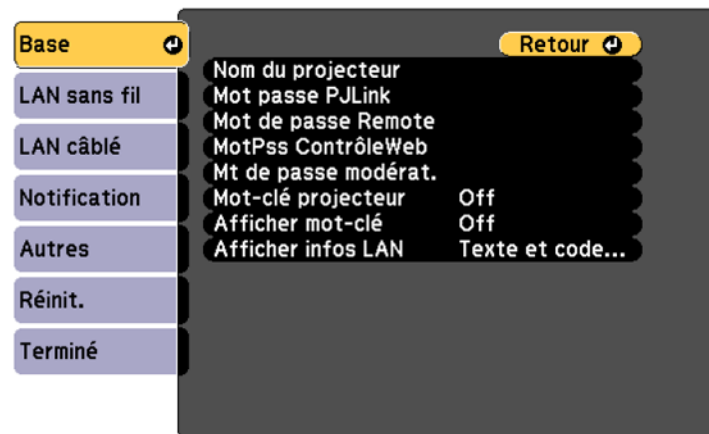 Base
LAN sans fil
LAN câblé
Notification
Autres
Réinit.
Terminé
Retour
Nom du projecteur
Mot passe PJLink
Mot de passe Remote
MotPss ContrôleWeb
Mt de passe modérat.
Mot-clé projecteur Off
Afficher mot-clé Off
Afficher infos LAN Texte et code...